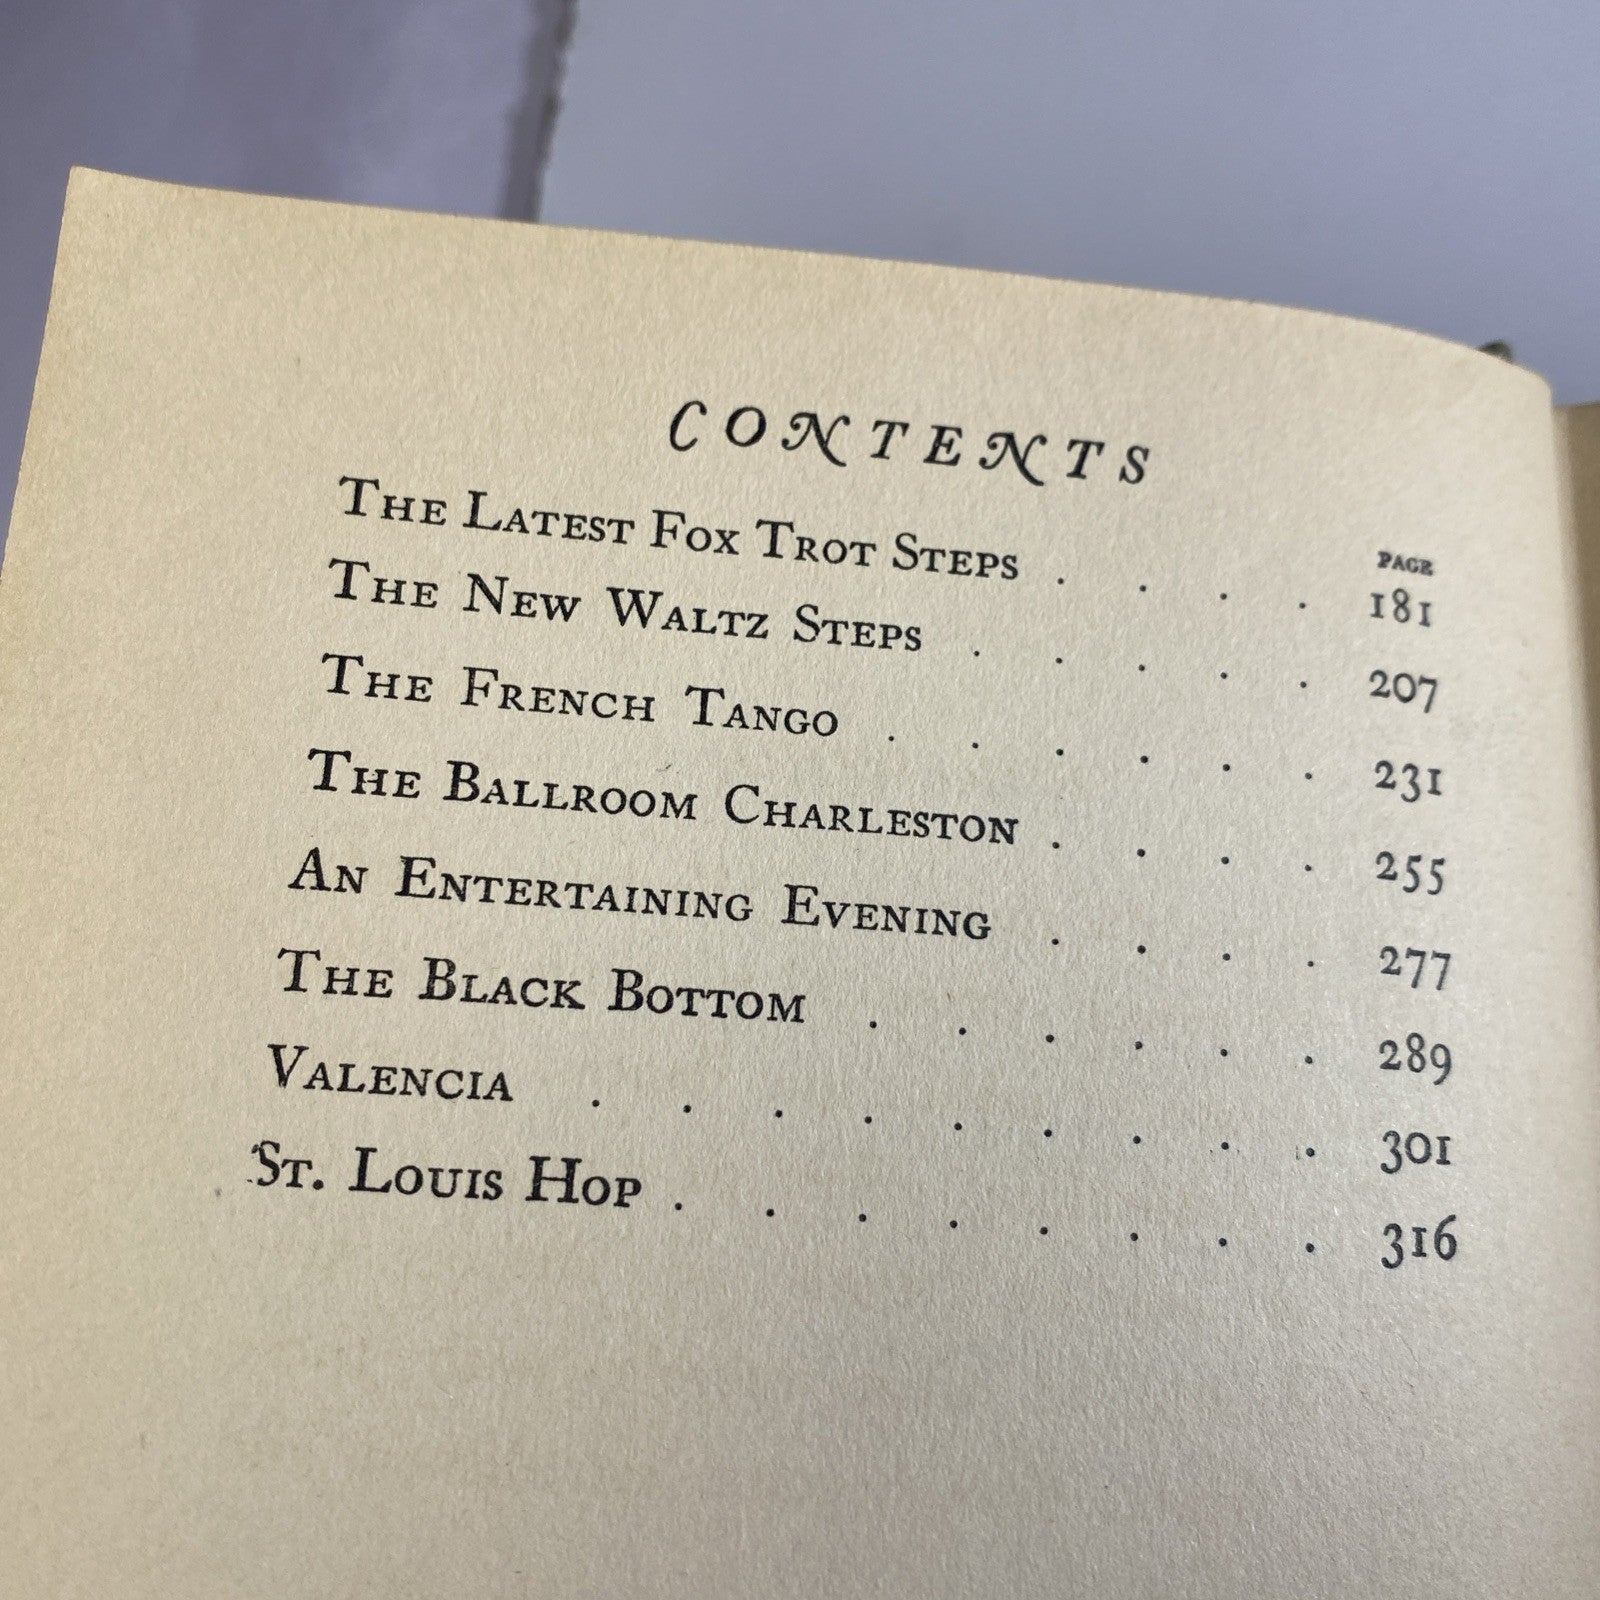 CONTENTS
PAGE
THE LATEST FOX TROT STEPS . . . . 181
THE NEW WALTZ STEPS . . . . . 207
THE FRENCH TANGO . . . . . . 231
THE BALLROOM CHARLESTON . . . . 255
AN ENTERTAINING EVENING . . . . 277
THE BLACK BOTTOM . . . . . . 289
VALENCIA . . . . . . . . . 301
ST. LOUIS HOP . . . . . . . . 316